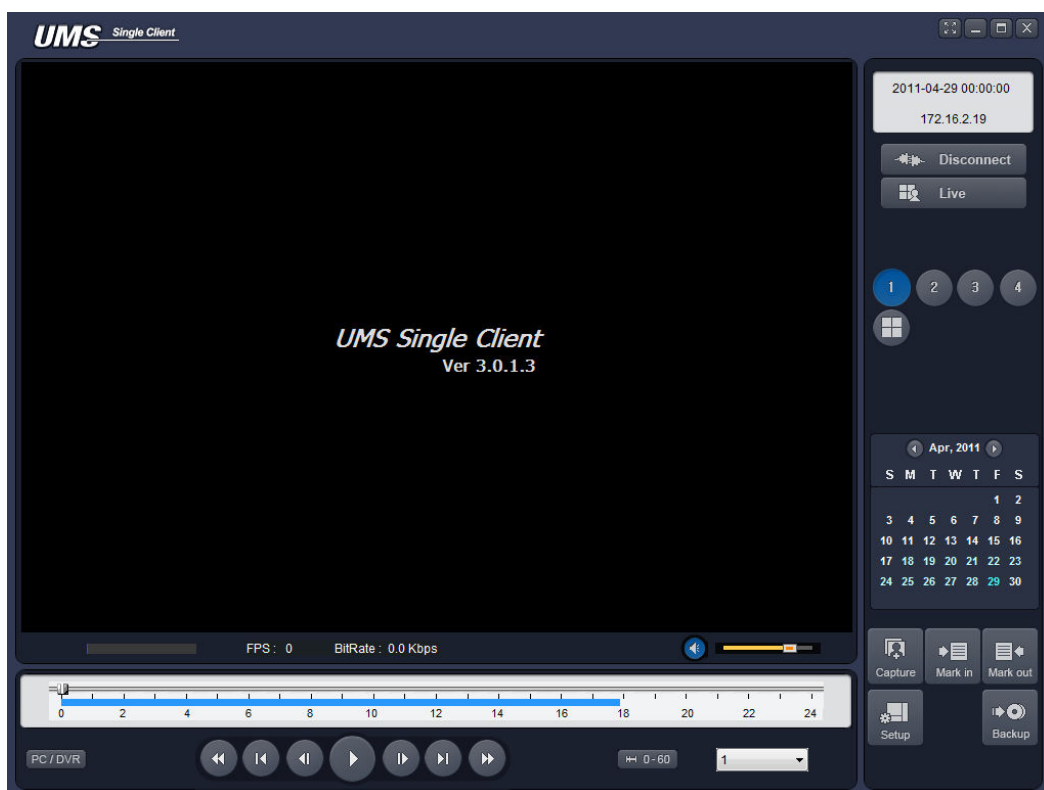 UMS Single Client
2011-04-29 00:00:00
172.16.2.19
Disconnect
Live
1 2 3 4
UMS Single Client
Ver 3.0.1.3
Apr, 2011
S M T W T F S
1 2
3 4 5 6 7 8 9
10 11 12 13 14 15 16
17 18 19 20 21 22 23
24 25 26 27 28 29 30
FPS : 0 BitRate : 0.0 Kbps
Capture Mark in Mark out
0 2 4 6 8 10 12 14 16 18 20 22 24
Setup Backup
PC / DVR 0-60 1